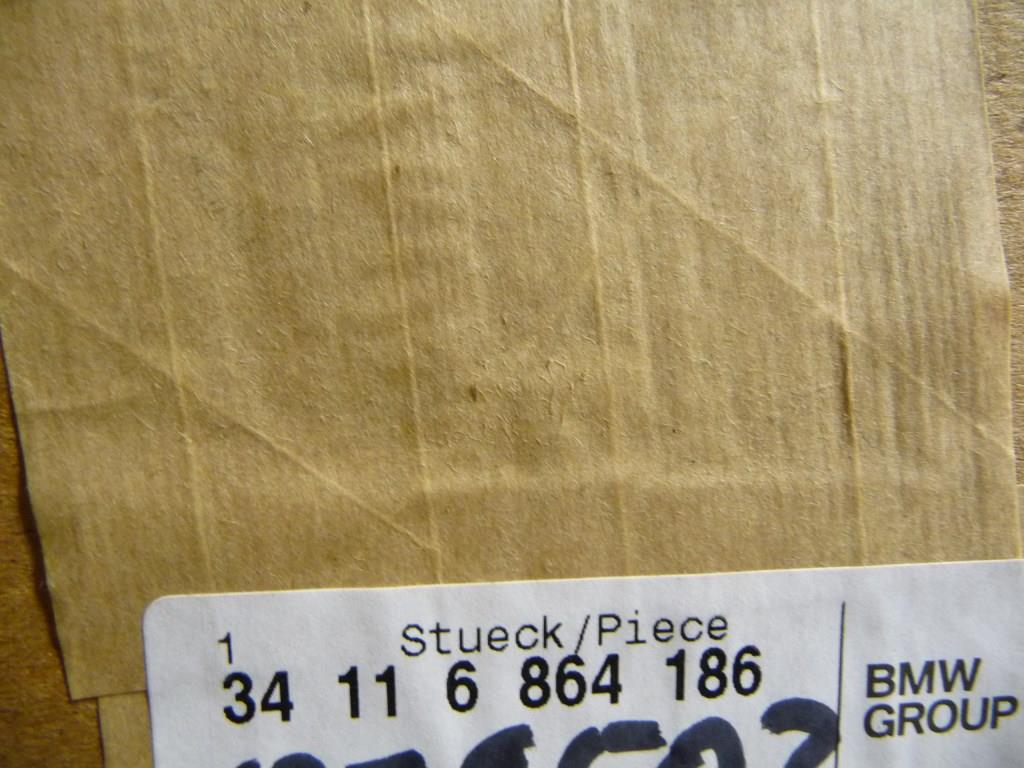 1 Stueck/Piece
34 11 6 864 186
BMW
GROUP